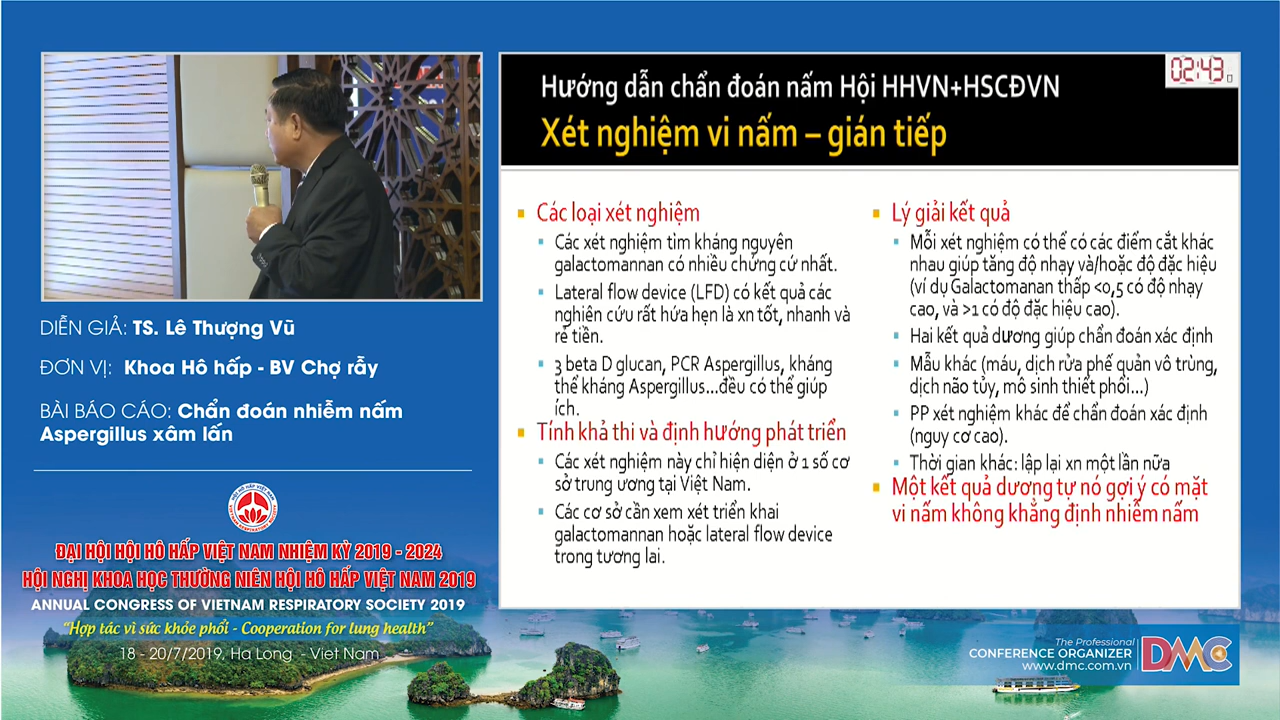 DIỄN GIẢ: TS. Lê Thượng Vũ
ĐƠN VỊ: Khoa Hô hấp - BV Chợ rẫy
BÀI BÁO CÁO: Chẩn đoán nhiễm nấm
Aspergillus xâm lấn
HỘI HÔ HẤP VIỆT NAM
VIETNAM RESPIRATORY SOCIETY
ĐẠI HỘI HỘI HÔ HẤP VIỆT NAM NHIỆM KỲ 2019 - 2024
HỘI NGHỊ KHOA HỌC THƯỜNG NIÊN HỘI HÔ HẤP VIỆT NAM 2019
ANNUAL CONGRESS OF VIETNAM RESPIRATORY SOCIETY 2019
“Hợp tác vì sức khỏe phổi - Cooperation for lung health”
18 - 20/7/2019, Ha Long - Viet Nam
02:43
Hướng dẫn chẩn đoán nấm Hội HHVN+HSCĐVN
Xét nghiệm vi nấm – gián tiếp
Các loại xét nghiệm
Các xét nghiệm tìm kháng nguyên
galactomannan có nhiều chứng cứ nhất.
Lateral flow device (LFD) có kết quả các
nghiên cứu rất hứa hẹn là xn tốt, nhanh và
rẻ tiền.
3 beta D glucan, PCR Aspergillus, kháng
thể kháng Aspergillus...đều có thể giúp
ích.
Tính khả thi và định hướng phát triển
Các xét nghiệm này chỉ hiện diện ở 1 số cơ
sở trung ương tại Việt Nam.
Các cơ sở cần xem xét triển khai
galactomannan hoặc lateral flow device
trong tương lai.
Lý giải kết quả
Mỗi xét nghiệm có thể có các điểm cắt khác
nhau giúp tăng độ nhạy và/hoặc độ đặc hiệu
(ví dụ Galactomanan thấp <0,5 có độ nhạy
cao, và >1 có độ đặc hiệu cao).
Hai kết quả dương giúp chẩn đoán xác định
Mẫu khác (máu, dịch rửa phế quản vô trùng,
dịch não tủy, mô sinh thiết phổi...)
PP xét nghiệm khác để chẩn đoán xác định
(nguy cơ cao).
Thời gian khác: lập lại xn một lần nữa
Một kết quả dương tự nó gợi ý có mặt
vi nấm không khẳng định nhiễm nấm
The Professional
CONFERENCE ORGANIZER
www.dmc.com.vn
DMC